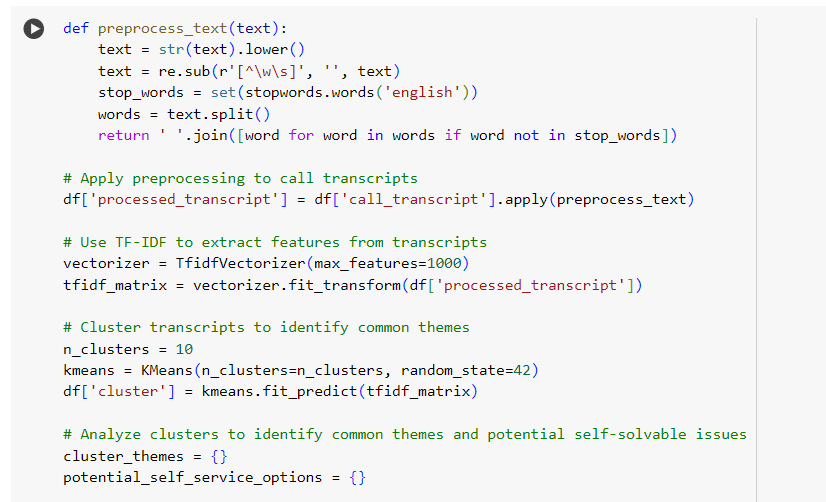 def preprocess_text(text):
    text = str(text).lower()
    text = re.sub(r'[^\w\s]', '', text)
    stop_words = set(stopwords.words('english'))
    words = text.split()
    return ' '.join([word for word in words if word not in stop_words])

# Apply preprocessing to call transcripts
df['processed_transcript'] = df['call_transcript'].apply(preprocess_text)

# Use TF-IDF to extract features from transcripts
vectorizer = TfidfVectorizer(max_features=1000)
tfidf_matrix = vectorizer.fit_transform(df['processed_transcript'])

# Cluster transcripts to identify common themes
n_clusters = 10
kmeans = KMeans(n_clusters=n_clusters, random_state=42)
df['cluster'] = kmeans.fit_predict(tfidf_matrix)

# Analyze clusters to identify common themes and potential self-solvable issues
cluster_themes = {}
potential_self_service_options = {}